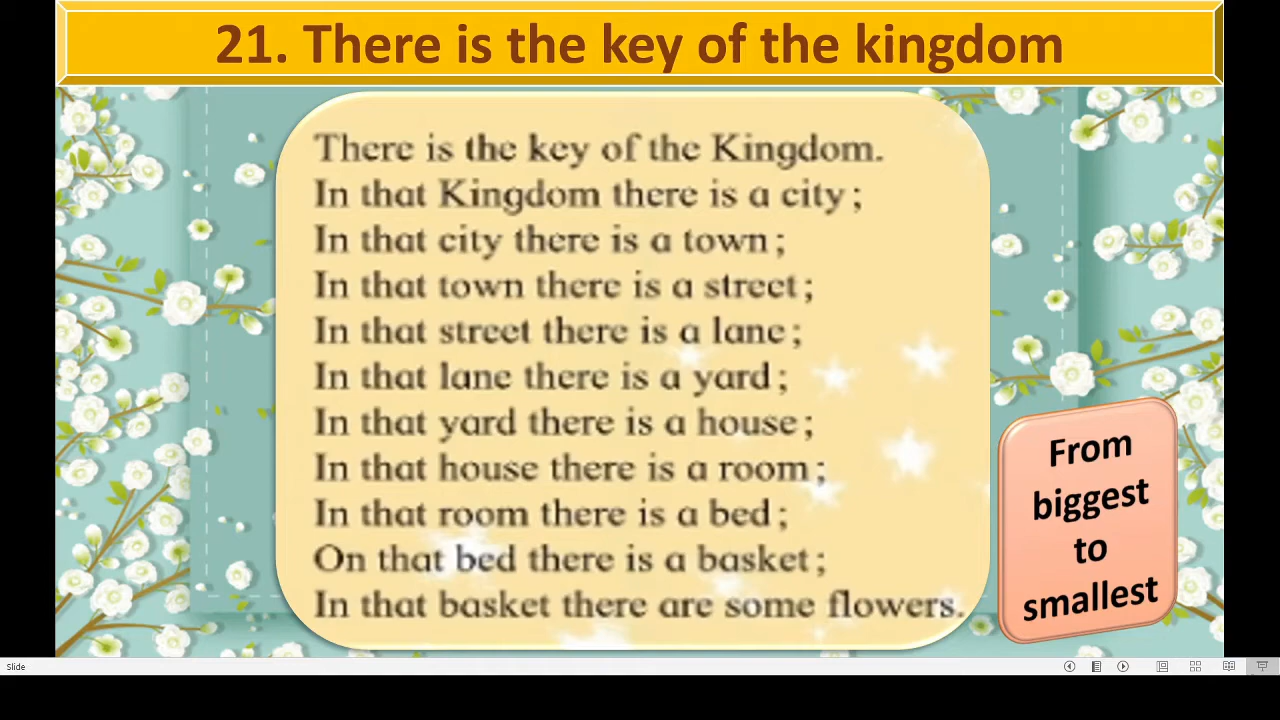 21. There is the key of the kingdom
There is the key of the Kingdom.
In that Kingdom there is a city;
In that city there is a town;
In that town there is a street;
In that street there is a lane;
In that lane there is a yard;
In that yard there is a house;
In that house there is a room;
In that room there is a bed;
On that bed there is a basket;
In that basket there are some flowers.
From
biggest
to
smallest
Slide